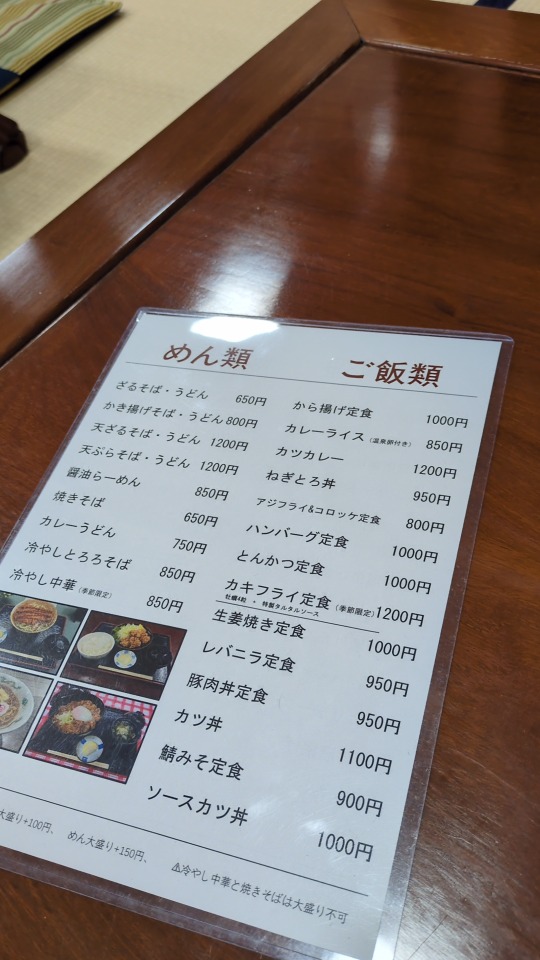 めん類
ざるそば・うどん 650円
かき揚げそば・うどん 800円
天ざるそば・うどん 1200円
天ぷらそば・うどん 1200円
醤油らーめん 850円
焼きそば 650円
カレーうどん 750円
冷やしとろろそば 850円
冷やし中華(季節限定) 850円
ご飯類
から揚げ定食 1000円
カレーライス(温泉卵付き) 850円
カツカレー 1200円
ねぎとろ丼 950円
アジフライ&コロッケ定食 800円
ハンバーグ定食 1000円
とんかつ定食 1000円
カキフライ定食(季節限定) 1200円
牡蠣4粒 ・ 特製タルタルソース
生姜焼き定食 1000円
レバニラ定食 950円
豚肉丼定食 950円
カツ丼 1100円
鯖みそ定食 900円
ソースカツ丼 1000円
大盛り+100円、 めん大盛り+150円、 ⚠冷やし中華と焼きそばは大盛り不可